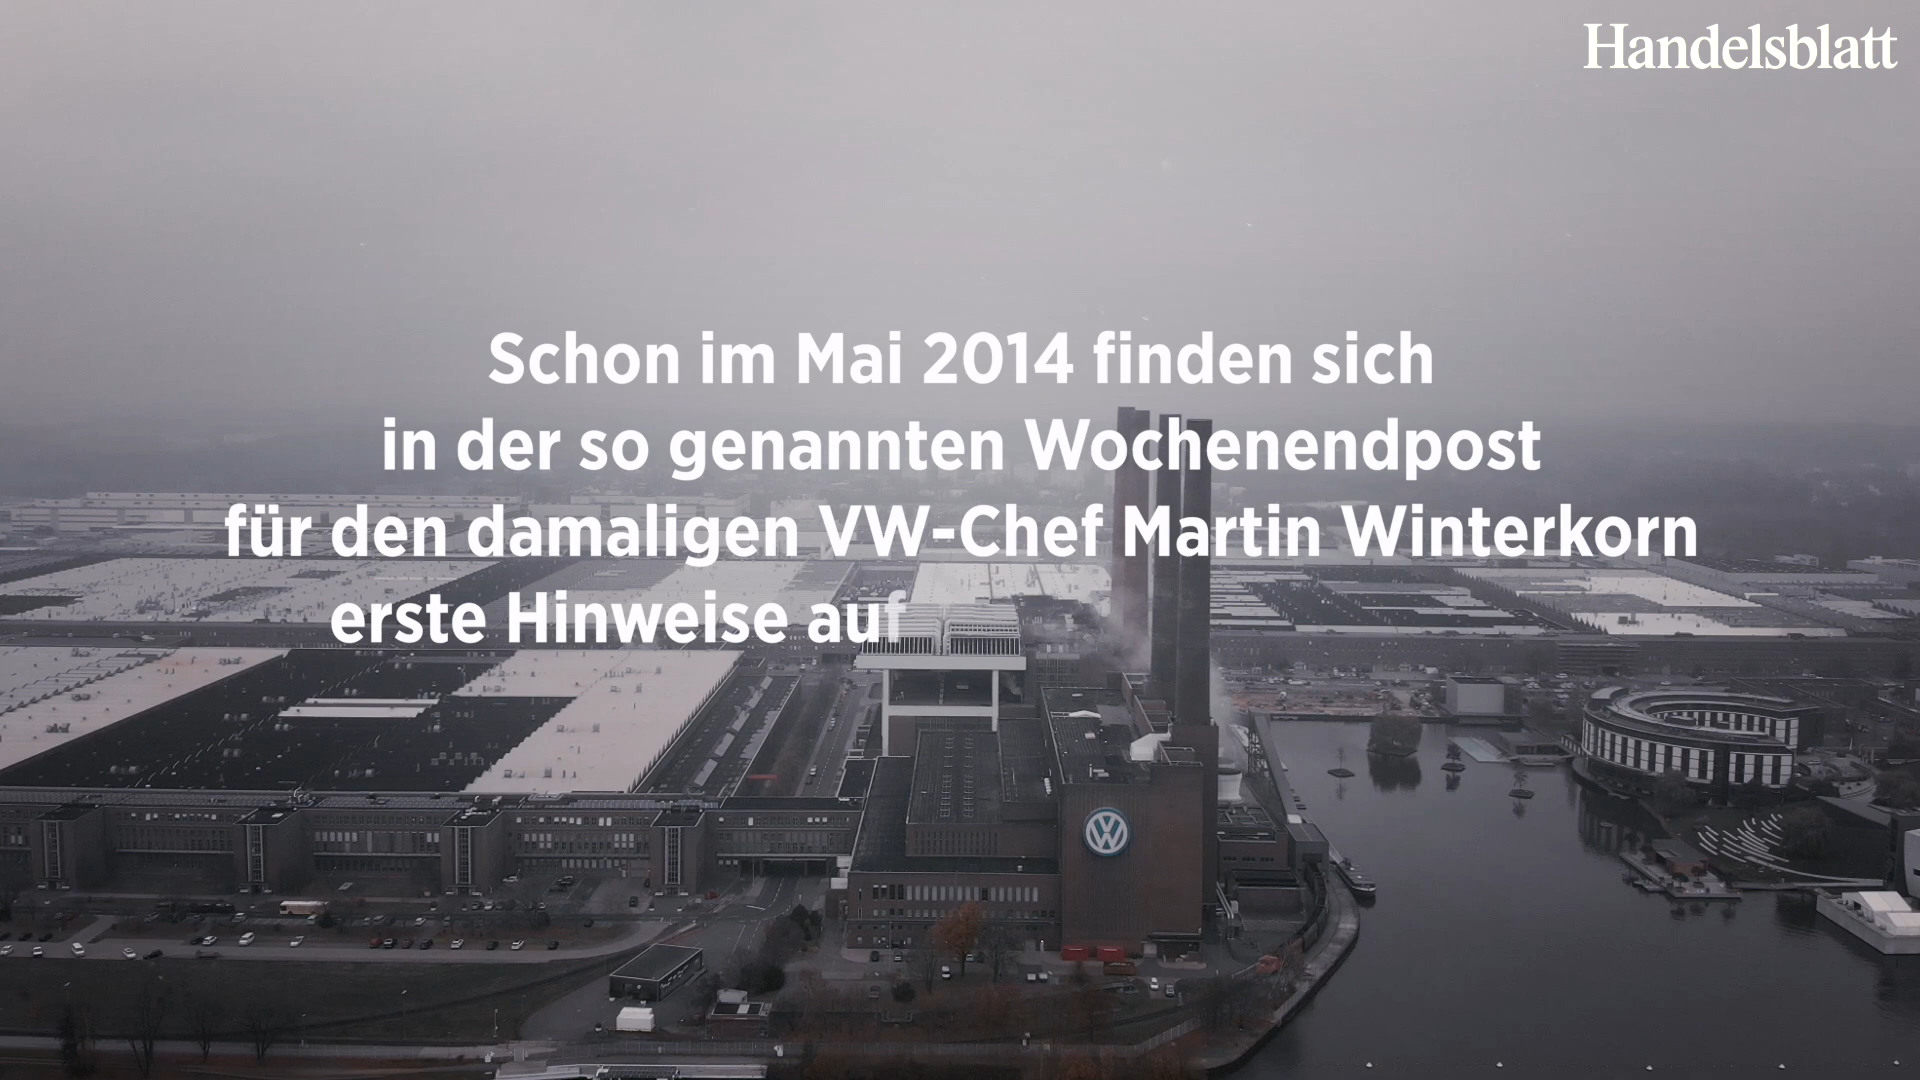 Handelsblatt
Schon im Mai 2014 finden sich
in der so genannten Wochenendpost
für den damaligen VW-Chef Martin Winterkorn
erste Hinweise auf
VW